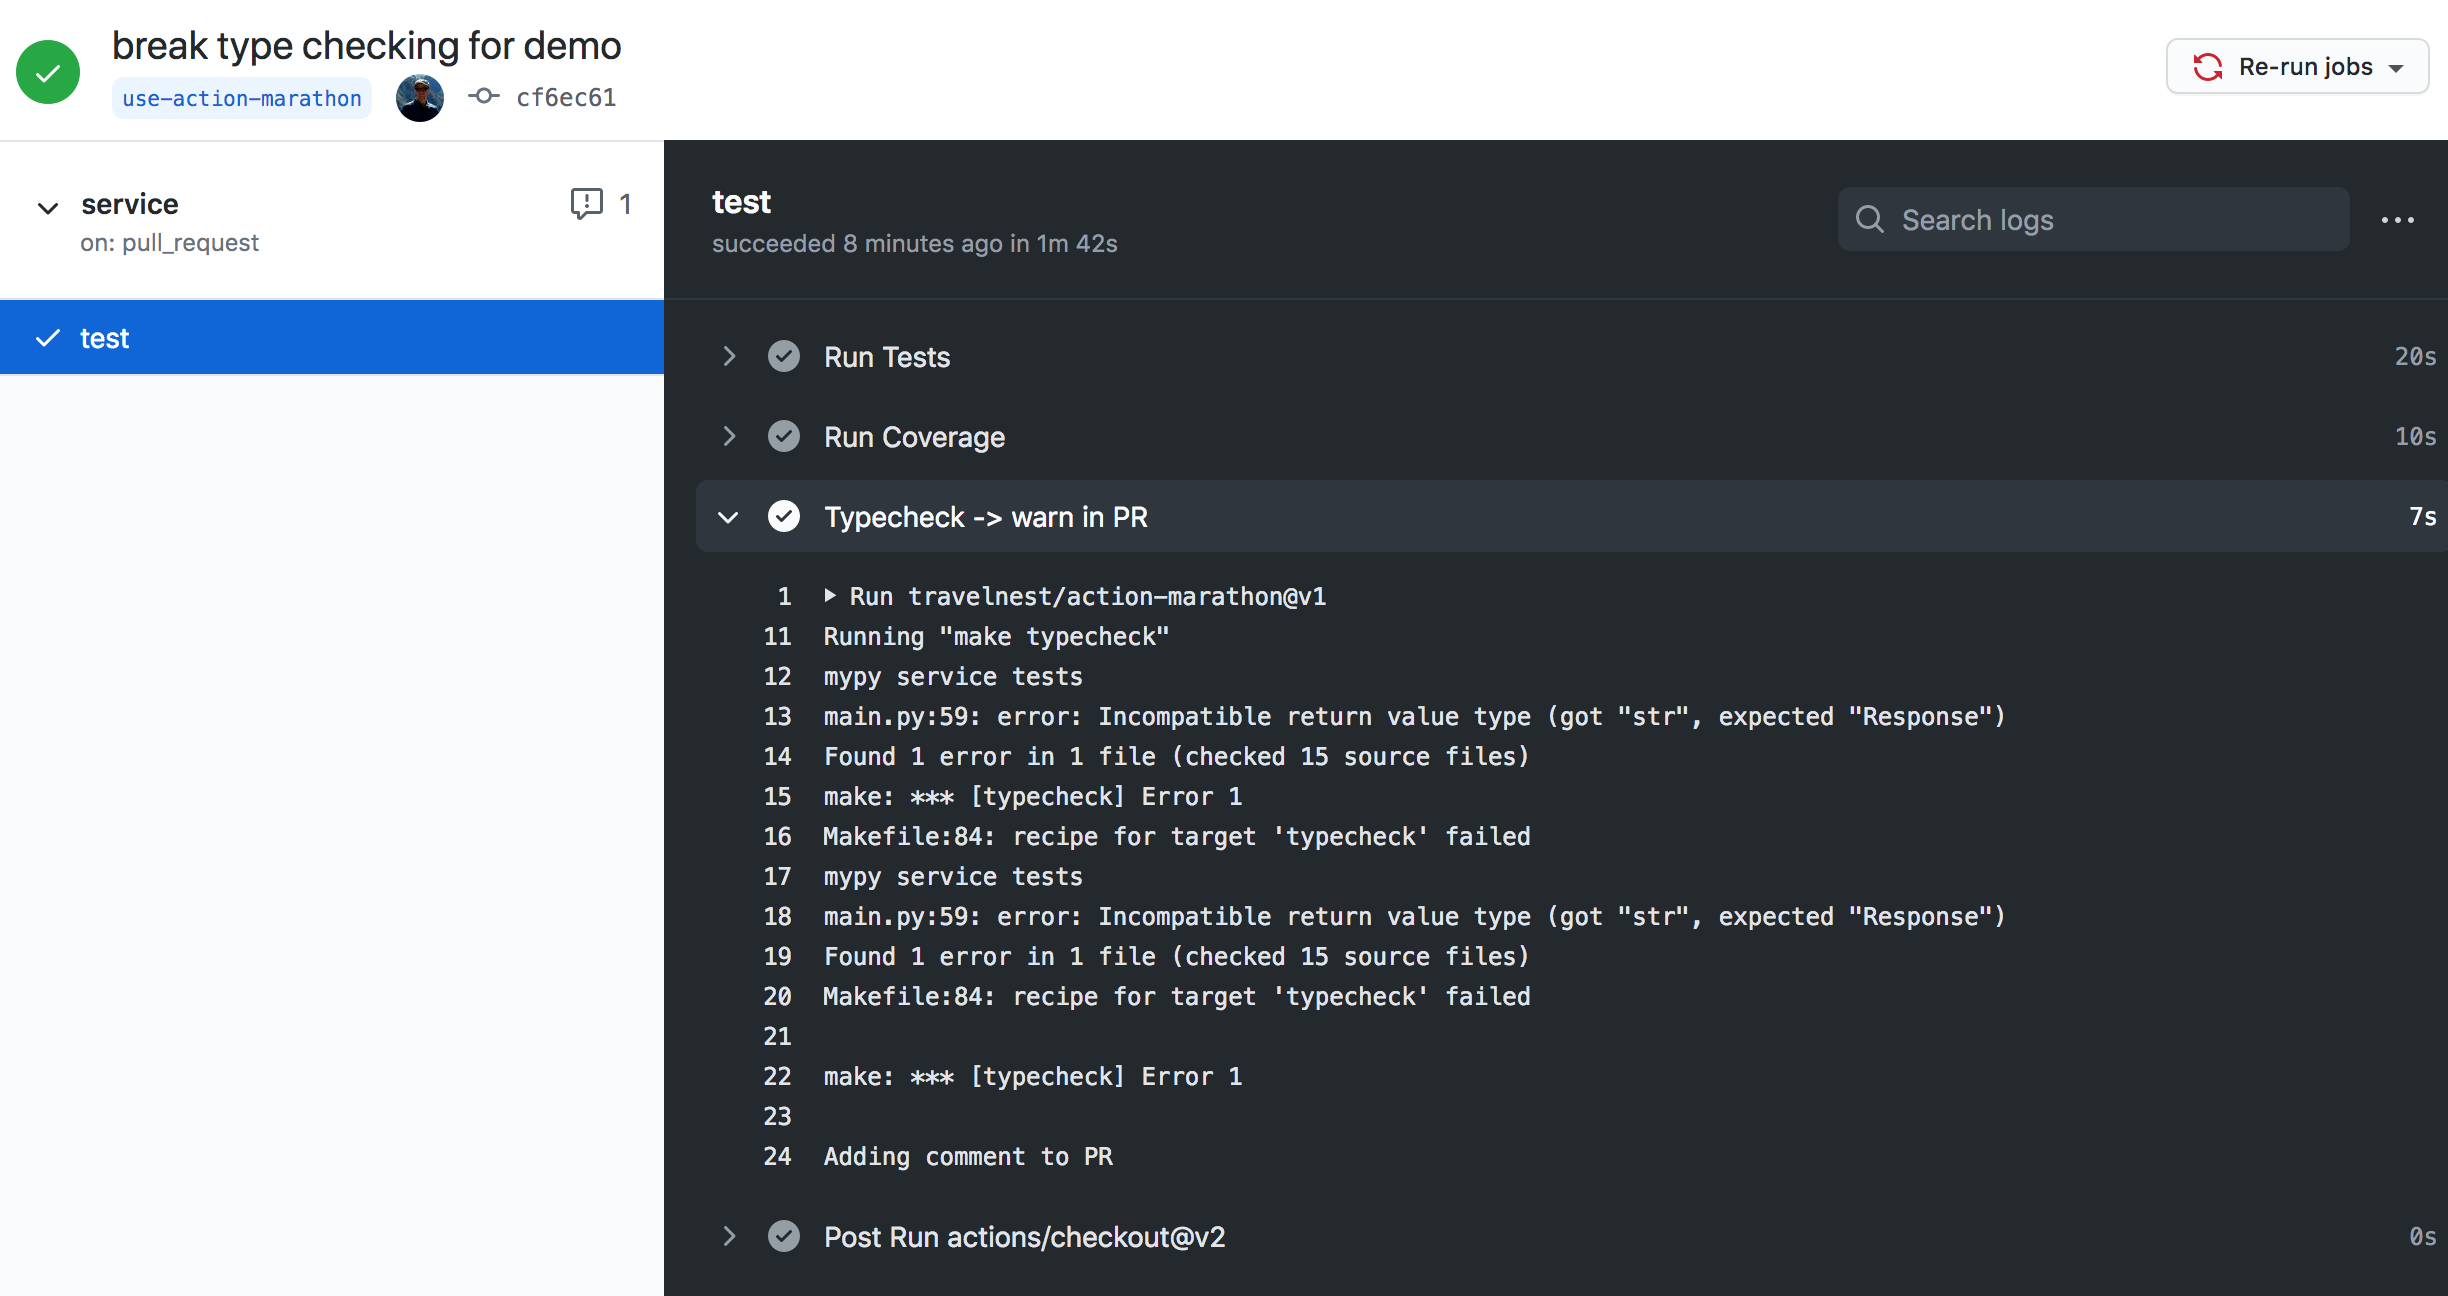 break type checking for demo
use-action-marathon cf6ec61
Re-run jobs
service 1
on: pull_request
test
test
succeeded 8 minutes ago in 1m 42s
Search logs
Run Tests 20s
Run Coverage 10s
Typecheck -> warn in PR 7s
1 Run travelnest/action-marathon@v1
11 Running "make typecheck"
12 mypy service tests
13 main.py:59: error: Incompatible return value type (got "str", expected "Response")
14 Found 1 error in 1 file (checked 15 source files)
15 make: *** [typecheck] Error 1
16 Makefile:84: recipe for target 'typecheck' failed
17 mypy service tests
18 main.py:59: error: Incompatible return value type (got "str", expected "Response")
19 Found 1 error in 1 file (checked 15 source files)
20 Makefile:84: recipe for target 'typecheck' failed
21
22 make: *** [typecheck] Error 1
23
24 Adding comment to PR
Post Run actions/checkout@v2 0s